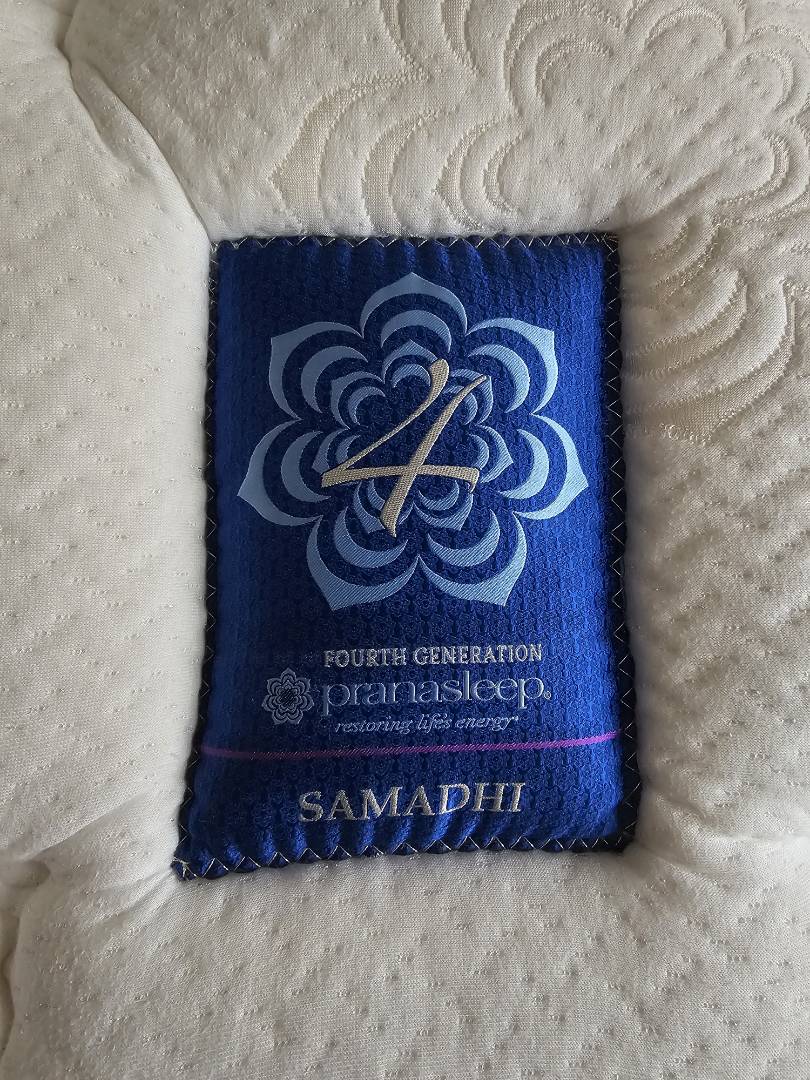 4
FOURTH GENERATION
pranasleep®
restoring life's energy*
SAMADHI